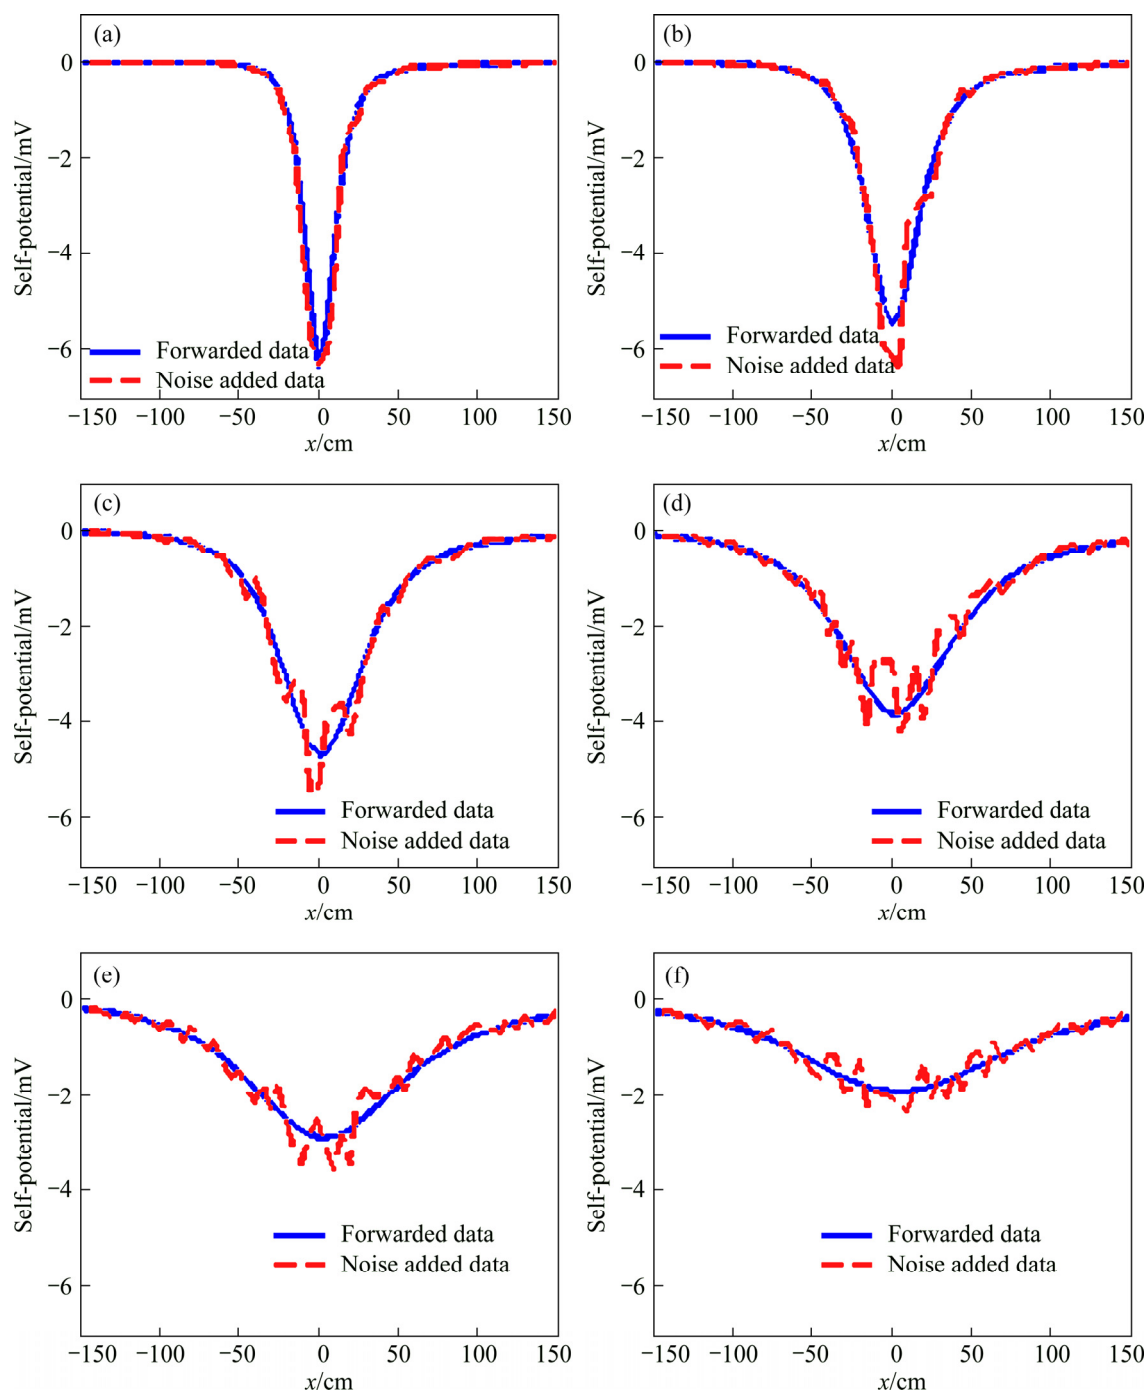 (a)
0
−2
−4
−6
Self-potential/mV
Forwarded data
Noise added data
−150 −100 −50 0 50 100 150
x/cm
(b)
0
−2
−4
−6
Self-potential/mV
Forwarded data
Noise added data
−150 −100 −50 0 50 100 150
x/cm
(c)
0
−2
−4
−6
Self-potential/mV
Forwarded data
Noise added data
−150 −100 −50 0 50 100 150
x/cm
(d)
0
−2
−4
−6
Self-potential/mV
Forwarded data
Noise added data
−150 −100 −50 0 50 100 150
x/cm
(e)
0
−2
−4
−6
Self-potential/mV
Forwarded data
Noise added data
−150 −100 −50 0 50 100 150
x/cm
(f)
0
−2
−4
−6
Self-potential/mV
Forwarded data
Noise added data
−150 −100 −50 0 50 100 150
x/cm